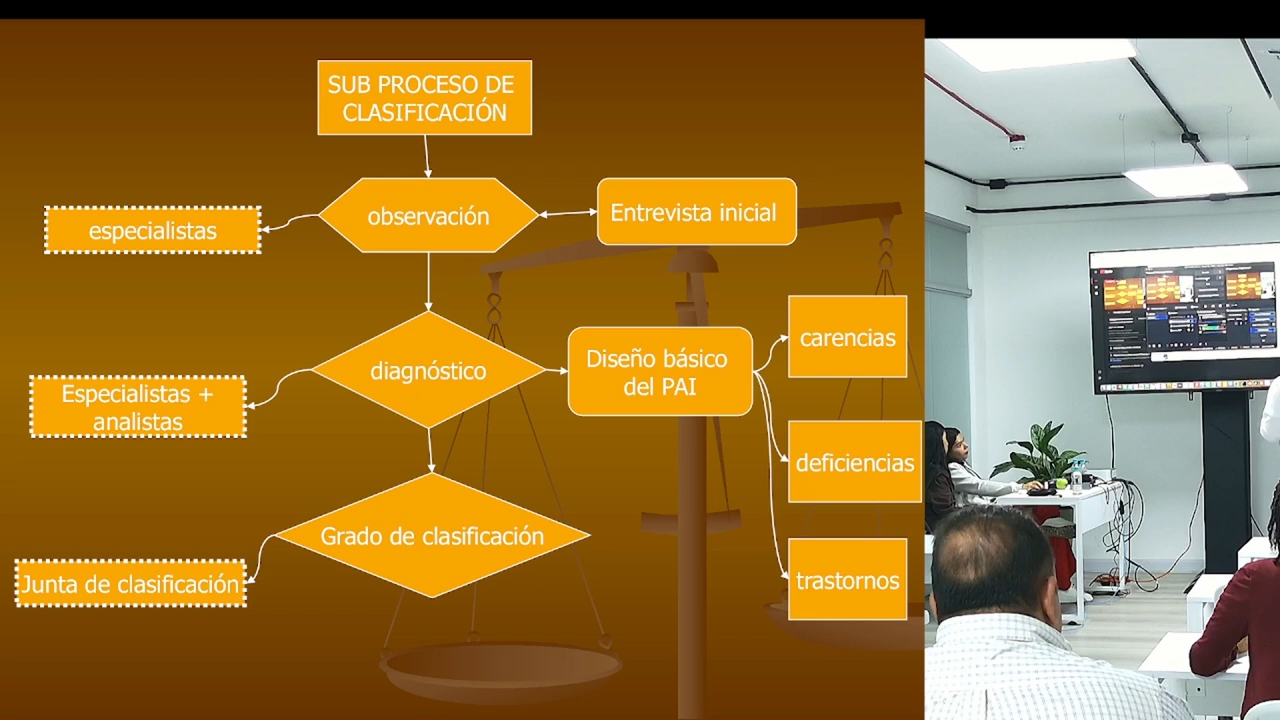 SUB PROCESO DE
CLASIFICACIÓN
especialistas
observación
Entrevista inicial
Especialistas +
analistas
diagnóstico
Diseño básico
del PAI
carencias
deficiencias
trastornos
Grado de clasificación
Junta de clasificación